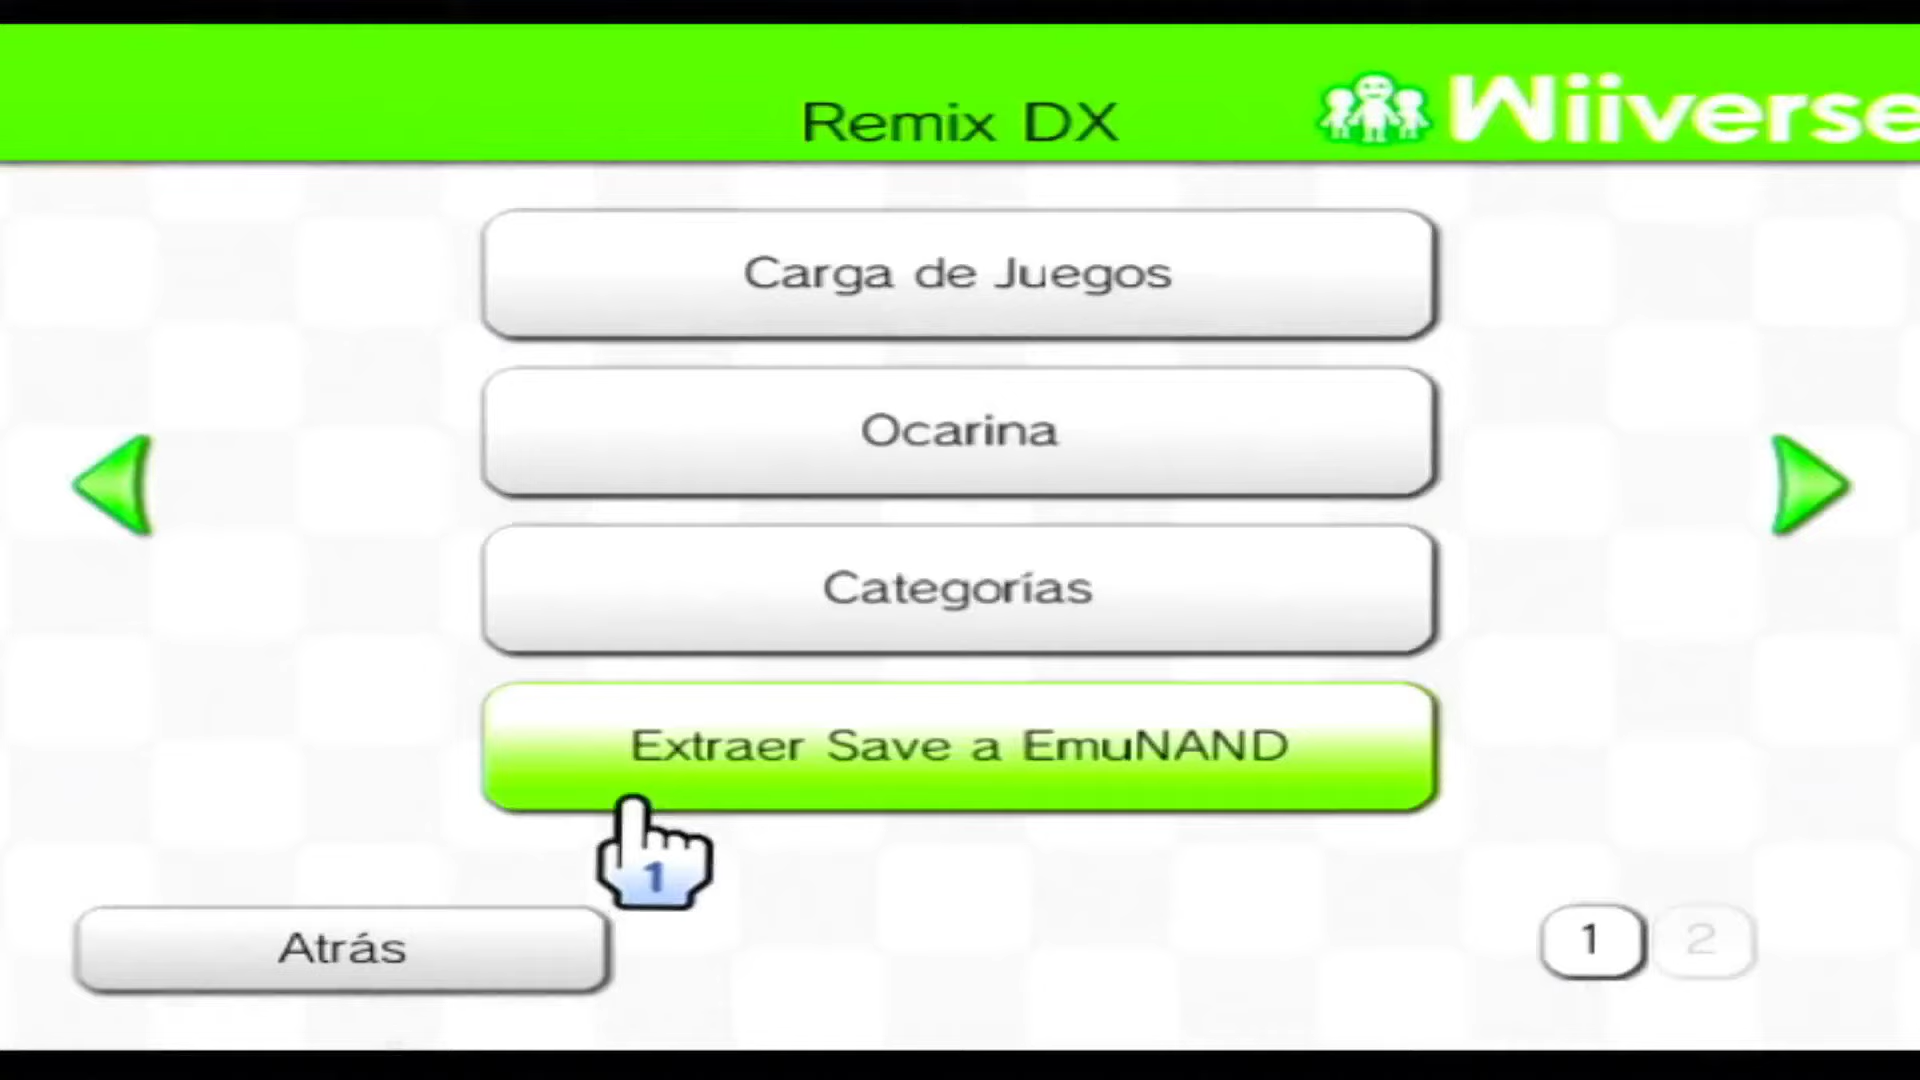 Remix DX
Wiiverse
Carga de Juegos
Ocarina
Categorías
Extraer Save a EmuNAND
1
Atrás
1 2